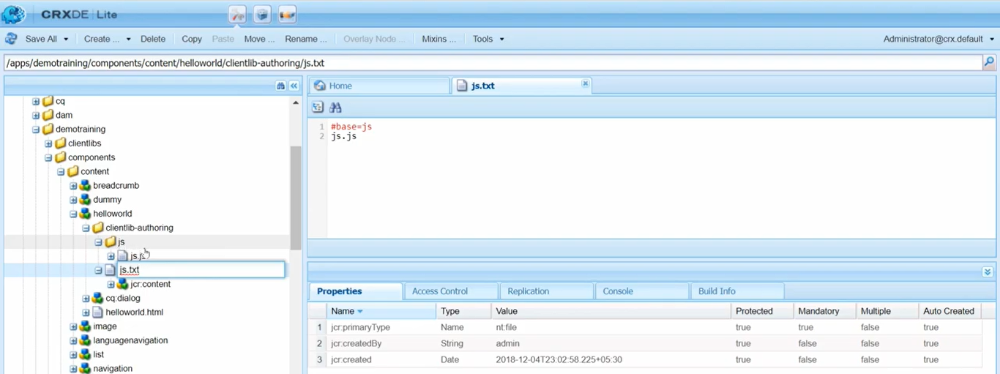 CRXDE | Lite
Save All Create ... Delete Copy Paste Move ... Rename ... Overlay Node ... Mixins ... Tools Administrator@crx.default
/apps/demotraining/components/content/helloworld/clientlib-authoring/js.txt
Home js.txt
cq
dam
demotraining
clientlibs
components
content
breadcrumb
dummy
helloworld
clientlib-authoring
js
js.js
js.txt
jcr:content
cq:dialog
helloworld.html
image
languagenavigation
list
navigation
1 #base=js
2 js.js
Properties Access Control Replication Console Build Info
Name Type Value Protected Mandatory Multiple Auto Created
1 jcr:primaryType Name nt:file true true false true
2 jcr:createdBy String admin true false false true
3 jcr:created Date 2018-12-04T23:02:58.225+05:30 true false false true